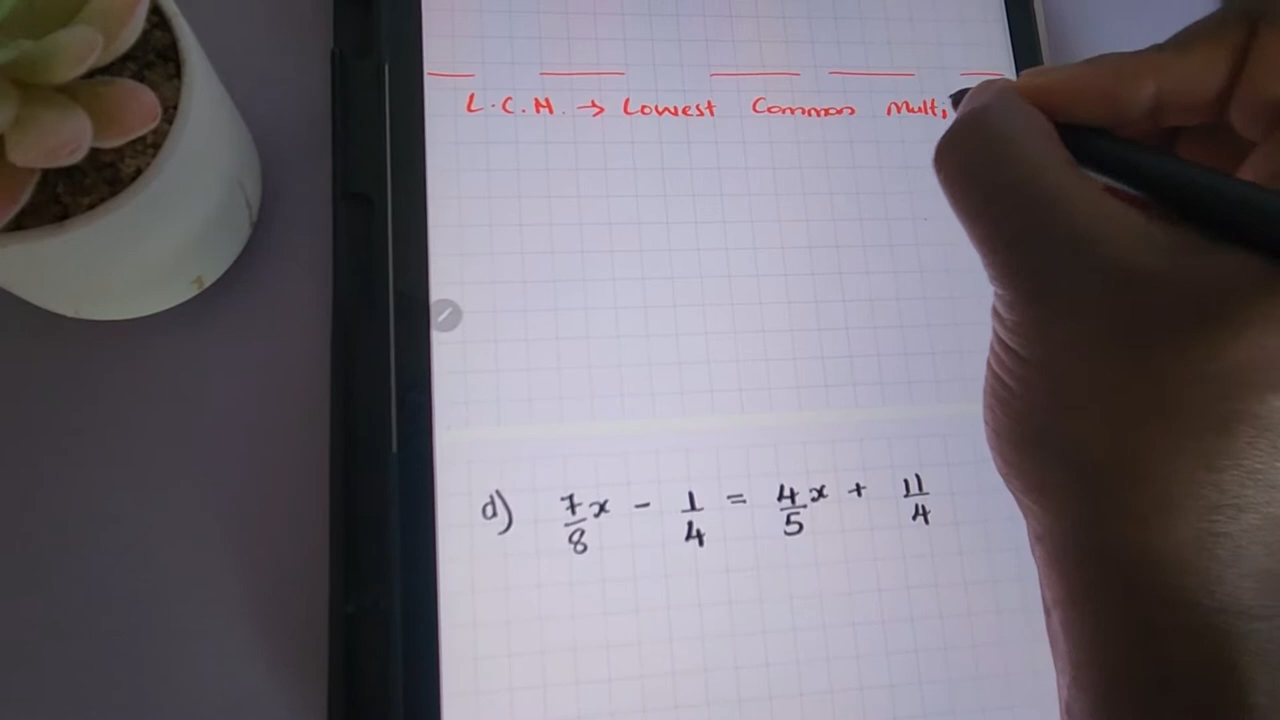 L.C.M. → Lowest Common Multi
d) 7/8 x - 1/4 = 4/5 x + 11/4